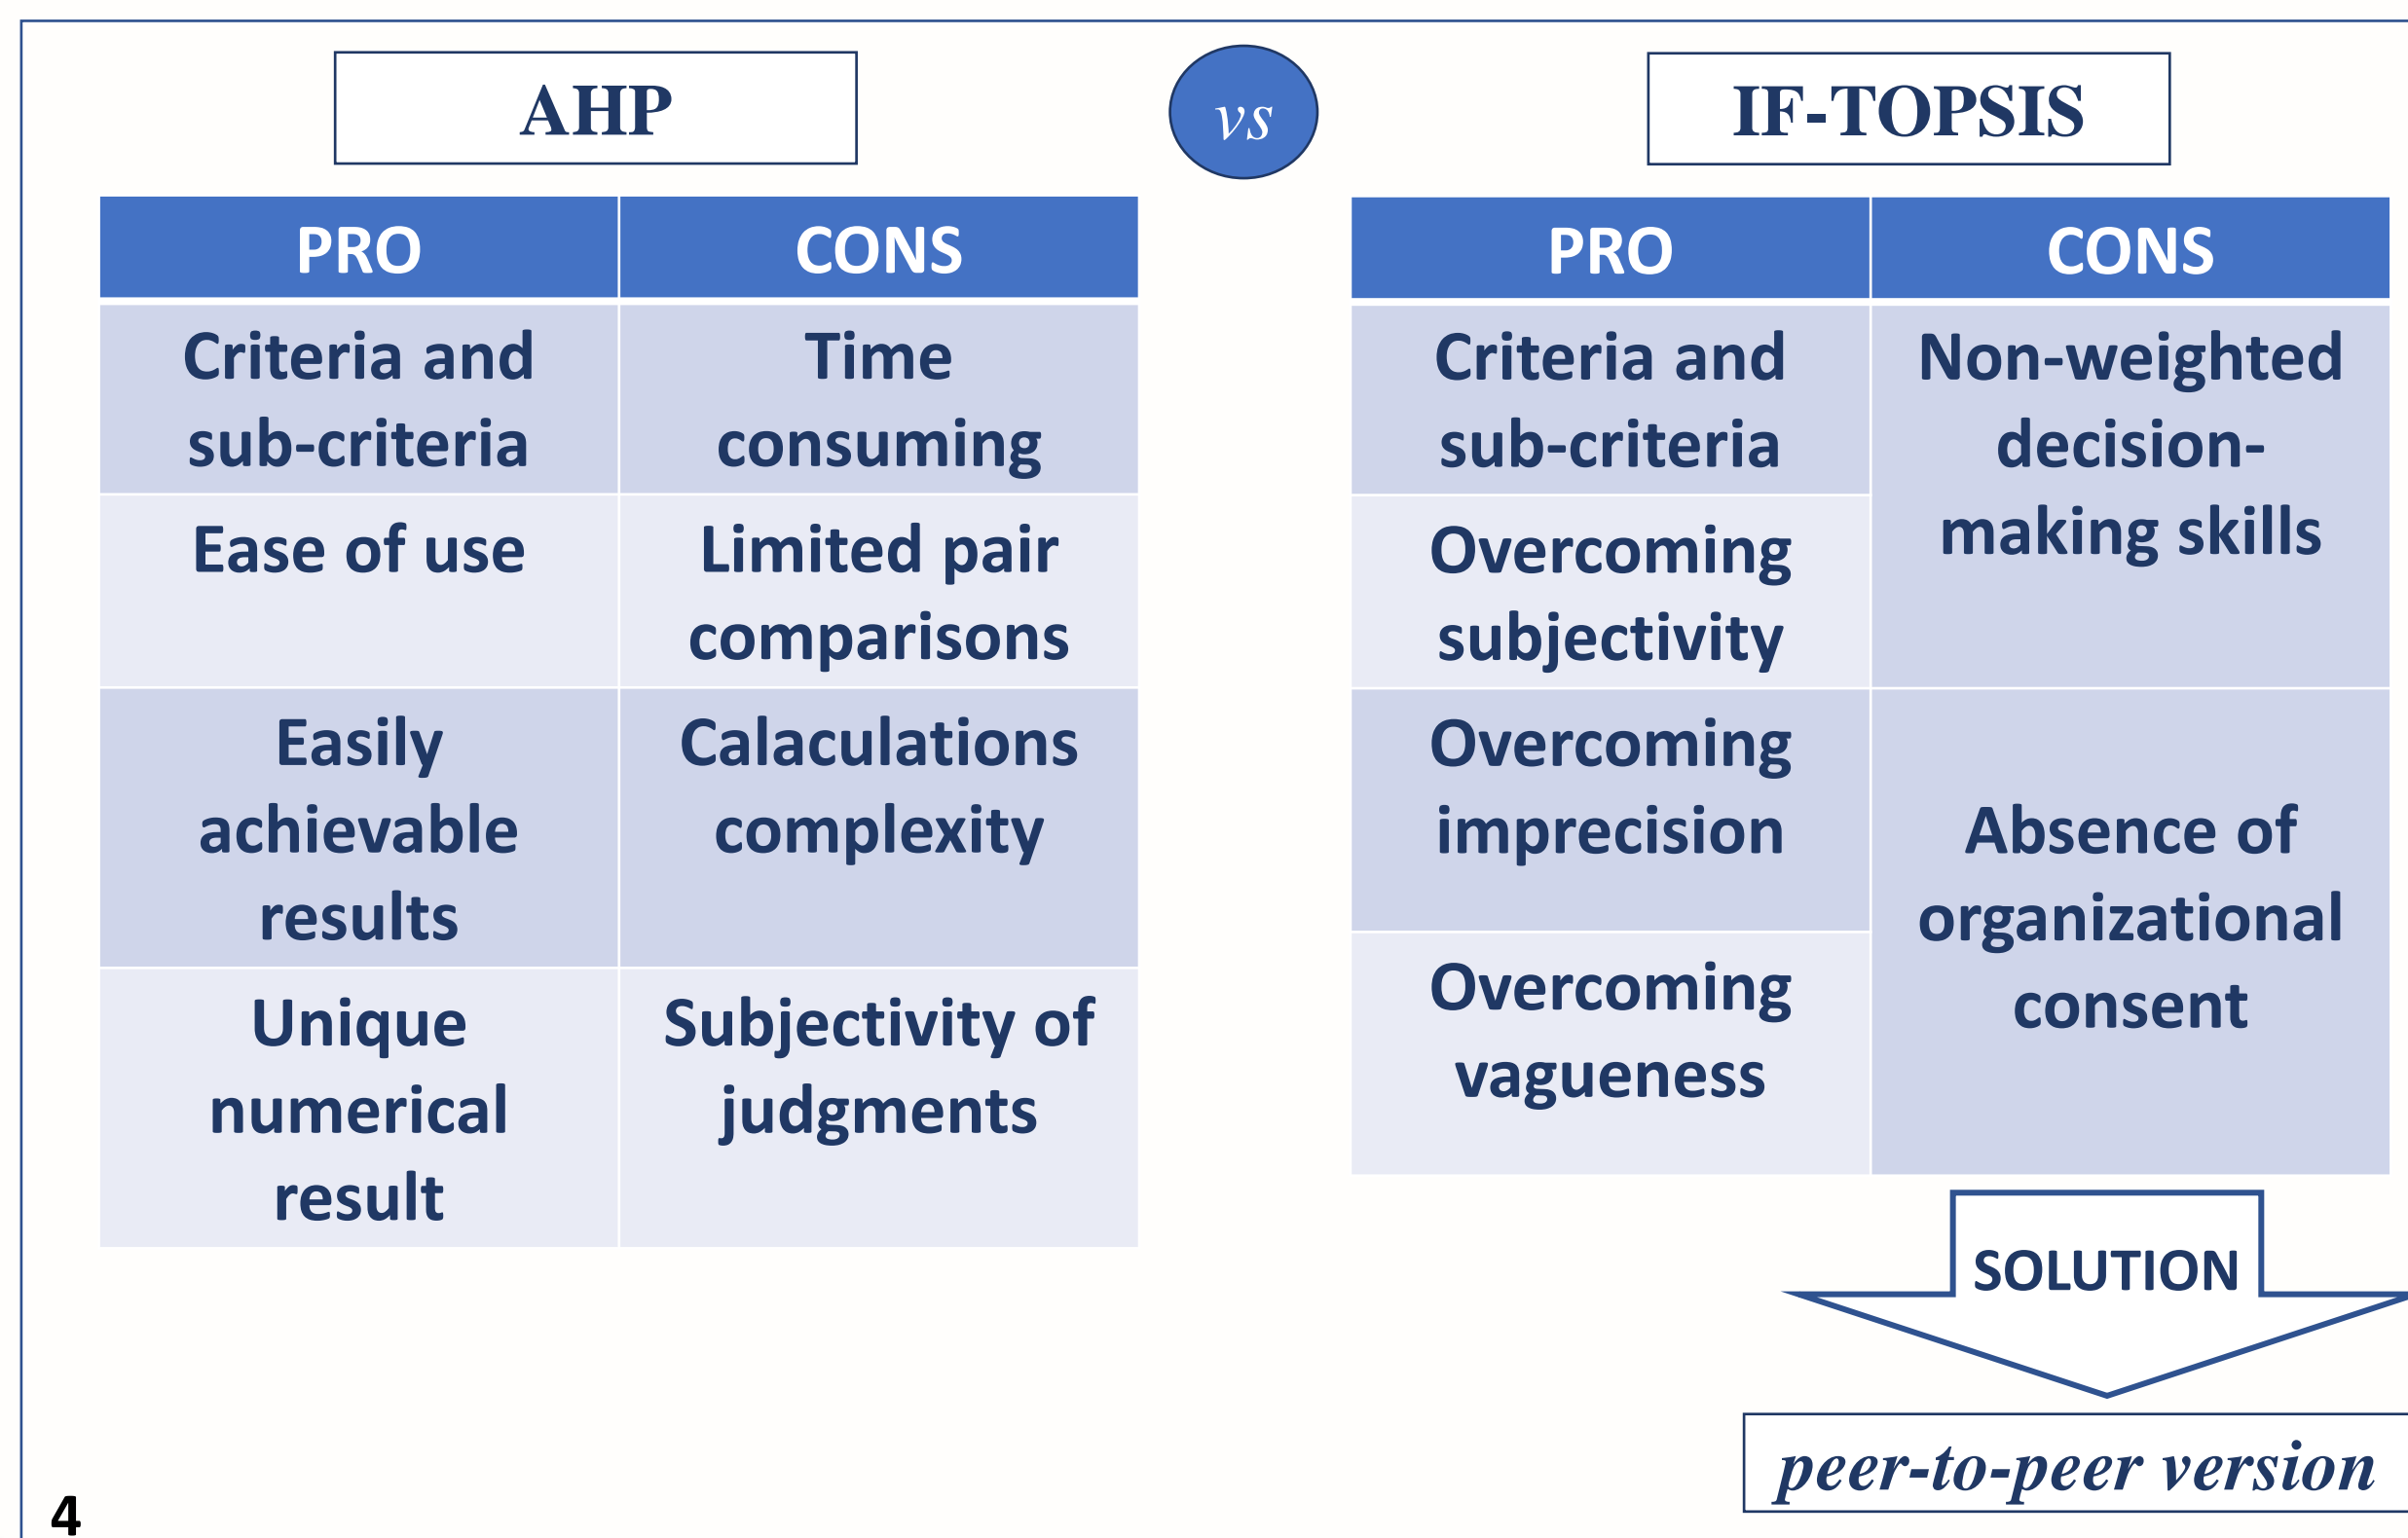 AHP
vs
IF-TOPSIS
PRO
CONS
Criteria and
sub-criteria
Time
consuming
Ease of use
Limited pair
comparisons
Easily
achievable
results
Calaculations
complexity
Unique
numerical
result
Subjectivity of
judgments
PRO
CONS
Criteria and
sub-criteria
Non-weighted
decision-
making skills
Overcoming
subjectivity
Overcoming
imprecision
Absence of
organizational
consent
Overcoming
vagueness
SOLUTION
peer-to-peer version
4